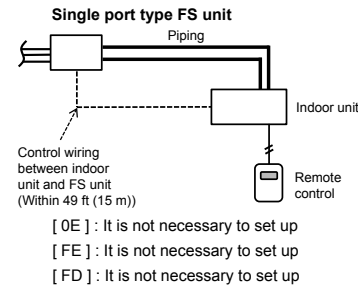 Single port type FS unit
Piping
Indoor unit
Control wiring
between indoor
unit and FS unit
(Within 49 ft (15 m))
Remote
control
[ 0E ] : It is not necessary to set up
[ FE ] : It is not necessary to set up
[ FD ] : It is not necessary to set up